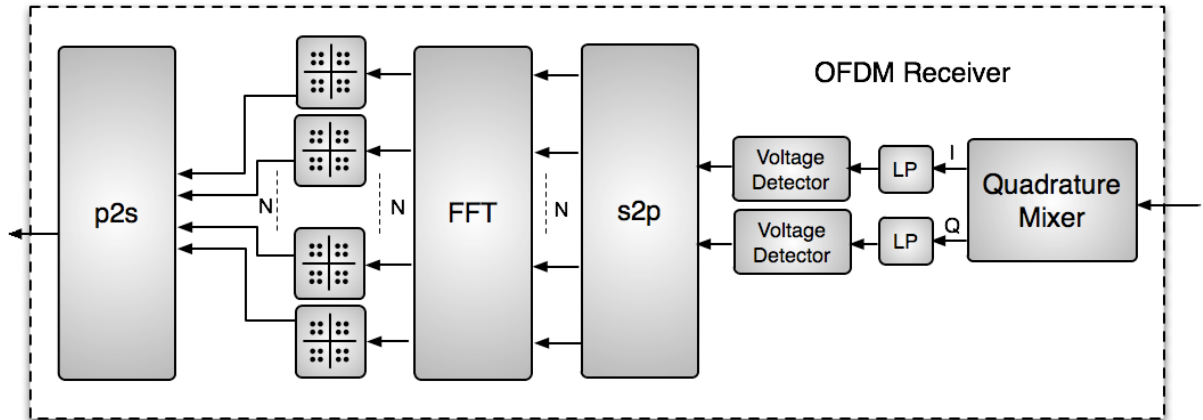 OFDM Receiver
p2s
N
N
FFT
N
s2p
Voltage
Detector
LP
I
Voltage
Detector
LP
Q
Quadrature
Mixer